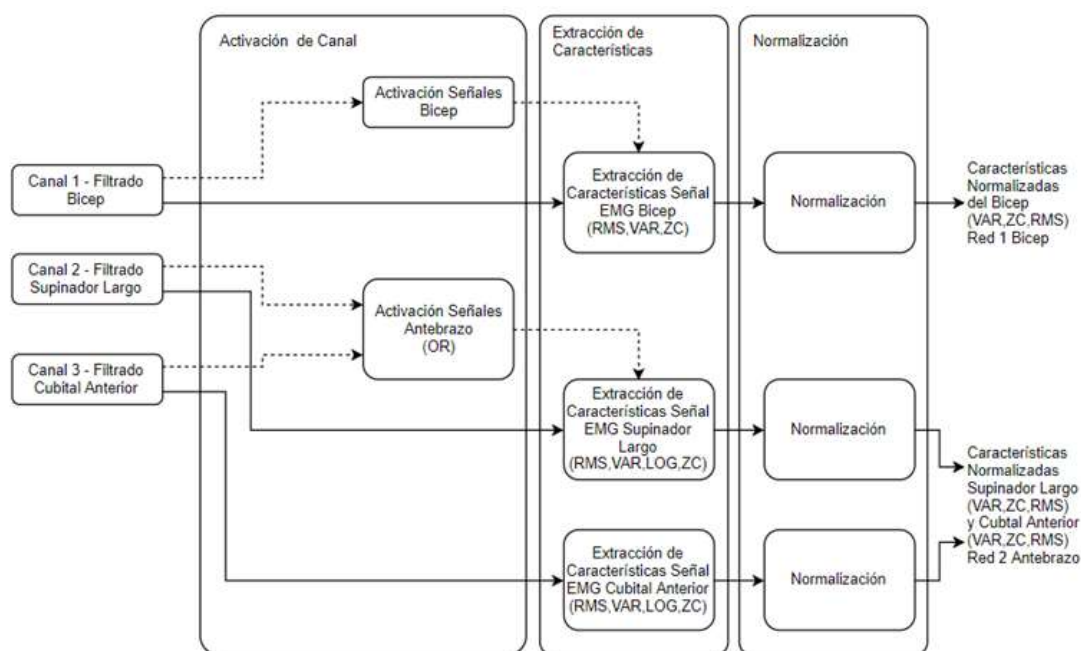 Activación de Canal
Extracción de
Características
Normalización
Activación Señales
Bicep
Canal 1 - Filtrado
Bicep
Extracción de
Características Señal
EMG Bicep
(RMS,VAR,ZC)
Normalización
Características
Normalizadas
del Bicep
(VAR,ZC,RMS)
Red 1 Bicep
Canal 2 - Filtrado
Supinador Largo
Activación Señales
Antebrazo
(OR)
Canal 3 - Filtrado
Cubital Anterior
Extracción de
Características Señal
EMG Supinador
Largo
(RMS,VAR,LOG,ZC)
Normalización
Características
Normalizadas
Supinador Largo
(VAR,ZC,RMS)
y Cubtal Anterior
(VAR,ZC,RMS)
Red 2 Antebrazo
Extracción de
Características Señal
EMG Cubital Anterior
(RMS,VAR,LOG,ZC)
Normalización